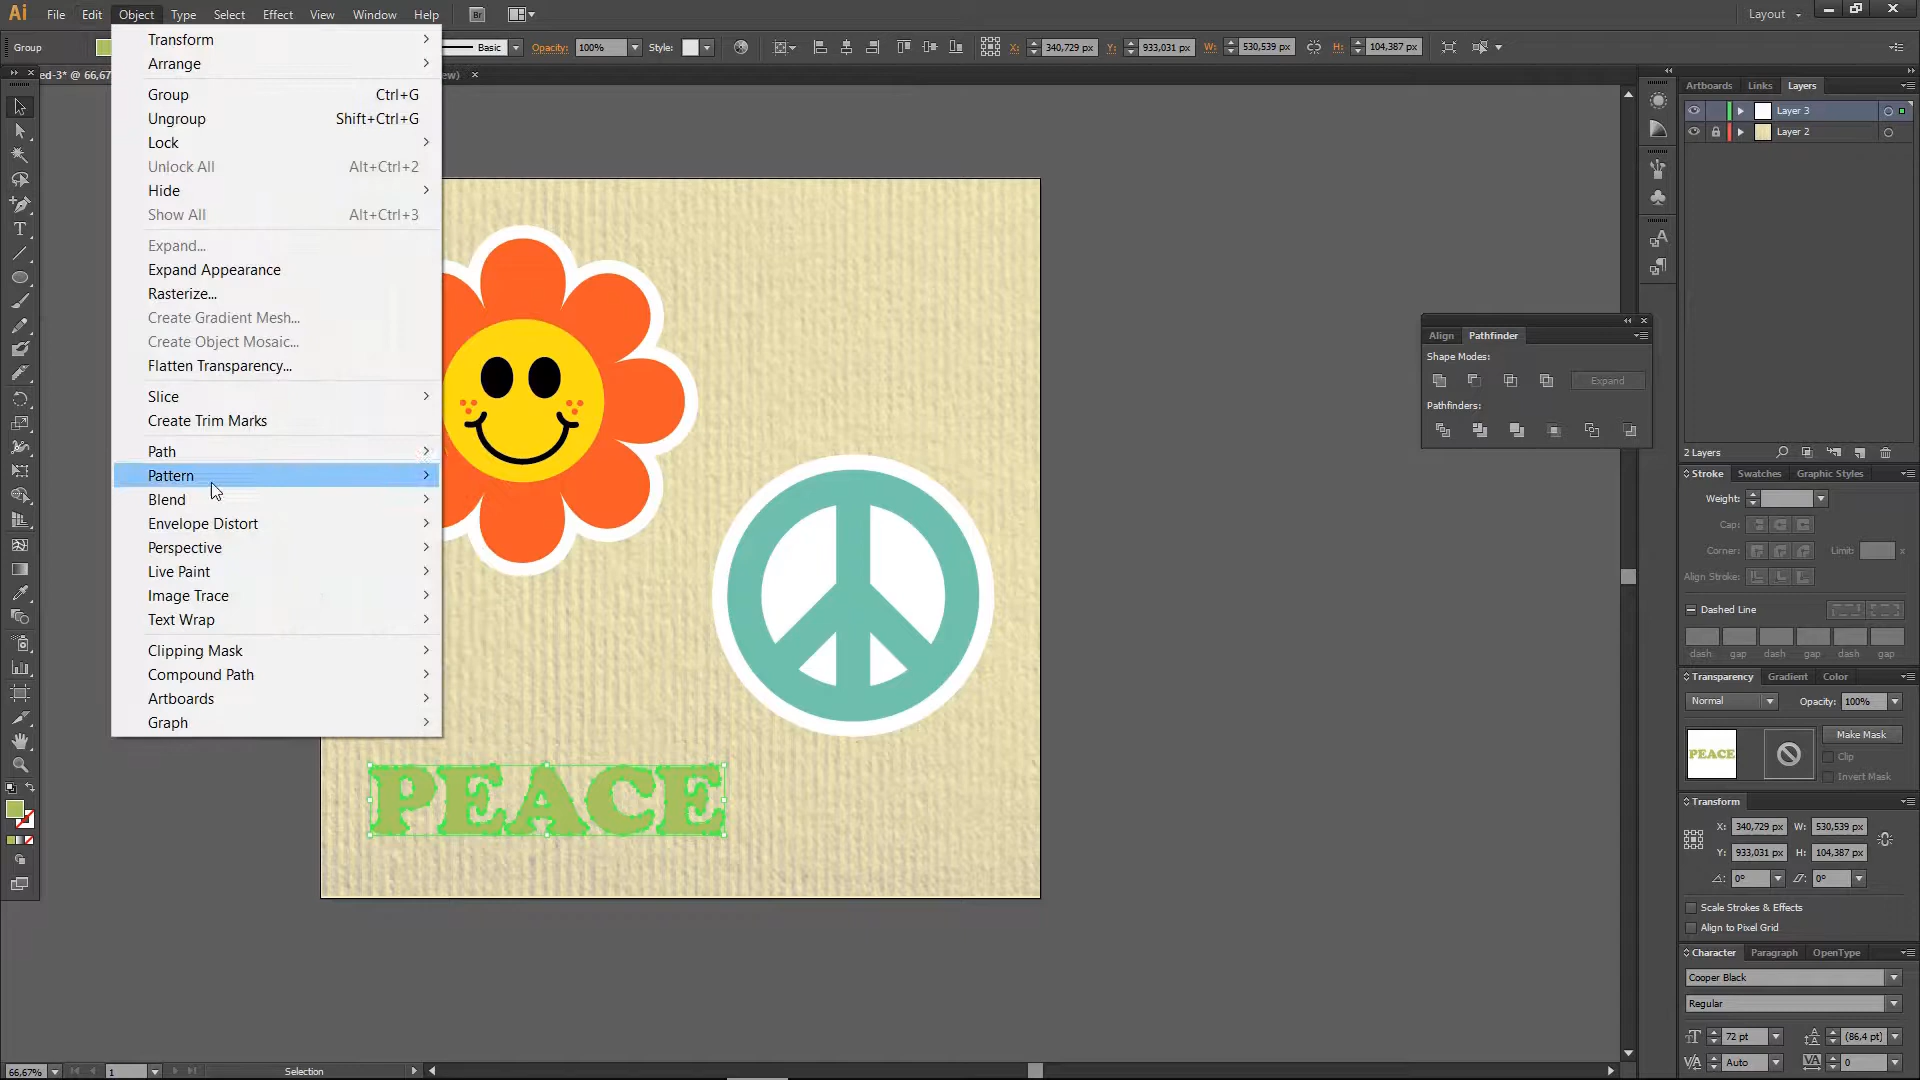 Ai File Edit Object Type Select Effect View Window Help Br Layout
Group Basic Opacity: 100% Style: X: 340,729 px Y: 933,031 px W: 530,539 px H: 104,387 px
ed-3* @ 66,67
Transform
Arrange
Group Ctrl+G
Ungroup Shift+Ctrl+G
Lock
Unlock All Alt+Ctrl+2
Hide
Show All Alt+Ctrl+3
Expand...
Expand Appearance
Rasterize...
Create Gradient Mesh...
Create Object Mosaic...
Flatten Transparency...
Slice
Create Trim Marks
Path
Pattern
Blend
Envelope Distort
Perspective
Live Paint
Image Trace
Text Wrap
Clipping Mask
Compound Path
Artboards
Graph
PEACE
Align Pathfinder
Shape Modes:
Expand
Pathfinders:
Artboards Links Layers
Layer 3
Layer 2
2 Layers
Stroke Swatches Graphic Styles
Weight:
Cap:
Corner: Limit: x
Align Stroke:
Dashed Line
dash gap dash gap dash gap
Transparency Gradient Color
Normal Opacity: 100%
PEACE
Make Mask
Clip
Invert Mask
Transform
X: 340,729 px W: 530,539 px
Y: 933,031 px H: 104,387 px
0° 0°
Scale Strokes & Effects
Align to Pixel Grid
Character Paragraph OpenType
Cooper Black
Regular
72 pt (86,4 pt)
Auto 0
66,67% 1 Selection